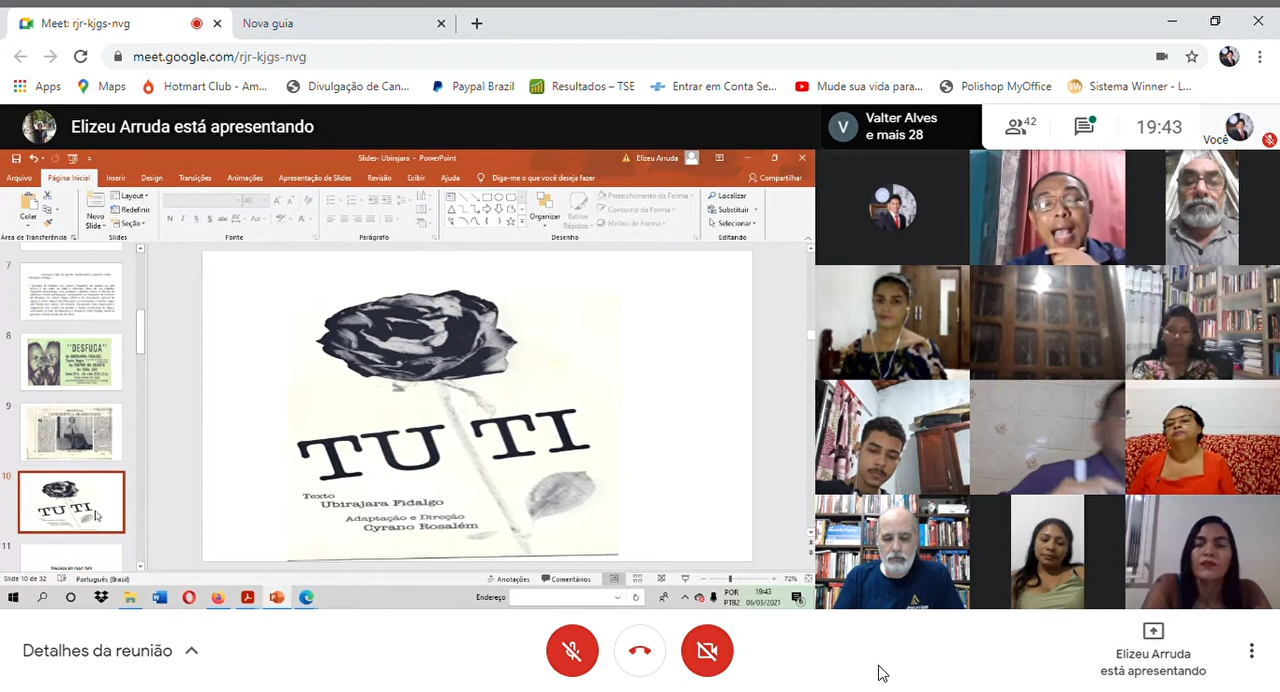 Meet: rjr-kjgs-nvg
Nova guia
meet.google.com/rjr-kjgs-nvg
Apps
Maps
Hotmart Club - Am...
Divulgação de Can...
Paypal Brazil
Resultados – TSE
Entrar em Conta Se...
Mude sua vida para...
Polishop MyOffice
Sistema Winner - L...
Elizeu Arruda está apresentando
V
Valter Alves
e mais 28
42
19:43
Você
Slides- Ubirajara - PowerPoint
Elizeu Arruda
Arquivo
Página Inicial
Inserir
Design
Transições
Animações
Apresentação de Slides
Revisão
Exibir
Ajuda
Diga-me o que você deseja fazer
Compartilhar
Colar
Novo
Slide
Layout
Redefinir
Seção
Organizar
Estilos
Rápidos
Preenchimento da Forma
Contorno da Forma
Efeitos de Forma
Localizar
Substituir
Selecionar
Área de Transferência
Slides
Fonte
Parágrafo
Desenho
Editando
7
8
"DESFUGA"
9
10
TU TI
11
TU TI
Texto
Ubirajara Fidalgo
Adaptação e Direção
Cyrano Rosalém
Slide 10 de 32
Português (Brasil)
Anotações
Comentários
72%
Endereço
POR
PTB2
19:43
06/03/2021
Detalhes da reunião
Elizeu Arruda
está apresentando